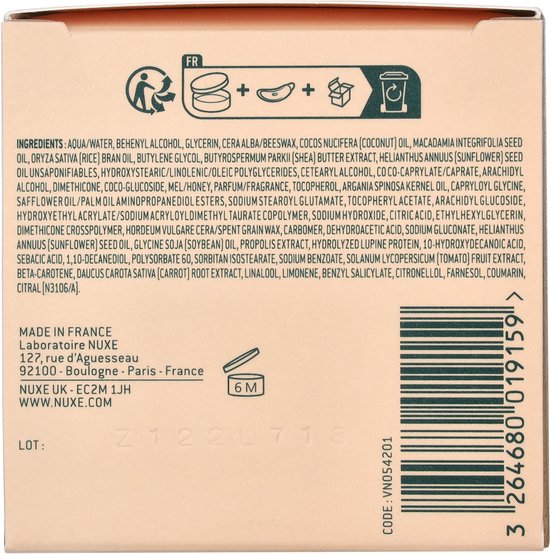 FR
INGREDIENTS : AQUA/WATER, BEHENYL ALCOHOL, GLYCERIN, CERA ALBA/BEESWAX, COCOS NUCIFERA (COCONUT) OIL, MACADAMIA INTEGRIFOLIA SEED
OIL, ORYZA SATIVA (RICE) BRAN OIL, BUTYLENE GLYCOL, BUTYROSPERMUM PARKII (SHEA) BUTTER EXTRACT, HELIANTHUS ANNUUS (SUNFLOWER) SEED
OIL UNSAPONIFIABLES, HYDROXYSTEARIC/LINOLENIC/OLEIC POLYGLYCERIDES, CETEARYL ALCOHOL, COCO-CAPRYLATE/CAPRATE, ARACHIDYL
ALCOHOL, DIMETHICONE, COCO-GLUCOSIDE, MEL/HONEY, PARFUM/FRAGRANCE, TOCOPHEROL, ARGANIA SPINOSA KERNEL OIL, CAPRYLOYL GLYCINE,
SAFFLOWER OIL/PALM OIL AMINOPROPANEDIOL ESTERS, SODIUM STEAROYL GLUTAMATE, TOCOPHERYL ACETATE, ARACHIDYL GLUCOSIDE,
HYDROXYETHYL ACRYLATE/SODIUM ACRYLOYLDIMETHYL TAURATE COPOLYMER, SODIUM HYDROXIDE, CITRIC ACID, ETHYLHEXYLGLYCERIN,
DIMETHICONE CROSSPOLYMER, HORDEUM VULGARE CERA/SPENT GRAIN WAX, CARBOMER, DEHYDROACETIC ACID, SODIUM GLUCONATE, HELIANTHUS
ANNUUS (SUNFLOWER) SEED OIL, GLYCINE SOJA (SOYBEAN) OIL, PROPOLIS EXTRACT, HYDROLYZED LUPINE PROTEIN, 10-HYDROXYDECANOIC ACID,
SEBACIC ACID, 1,10-DECANEDIOL, POLYSORBATE 60, SORBITAN ISOSTEARATE, SODIUM BENZOATE, SOLANUM LYCOPERSICUM (TOMATO) FRUIT EXTRACT,
BETA-CAROTENE, DAUCUS CAROTA SATIVA (CARROT) ROOT EXTRACT, LINALOOL, LIMONENE, BENZYL SALICYLATE, CITRONELLOL, FARNESOL, COUMARIN,
CITRAL [N3106/A].
MADE IN FRANCE
Laboratoire NUXE
127, rue d'Aguesseau
92100 - Boulogne - Paris - France
NUXE UK - EC2M 1JH
WWW.NUXE.COM
6 M
LOT :
CODE : VN054201
3 264680 019159 >